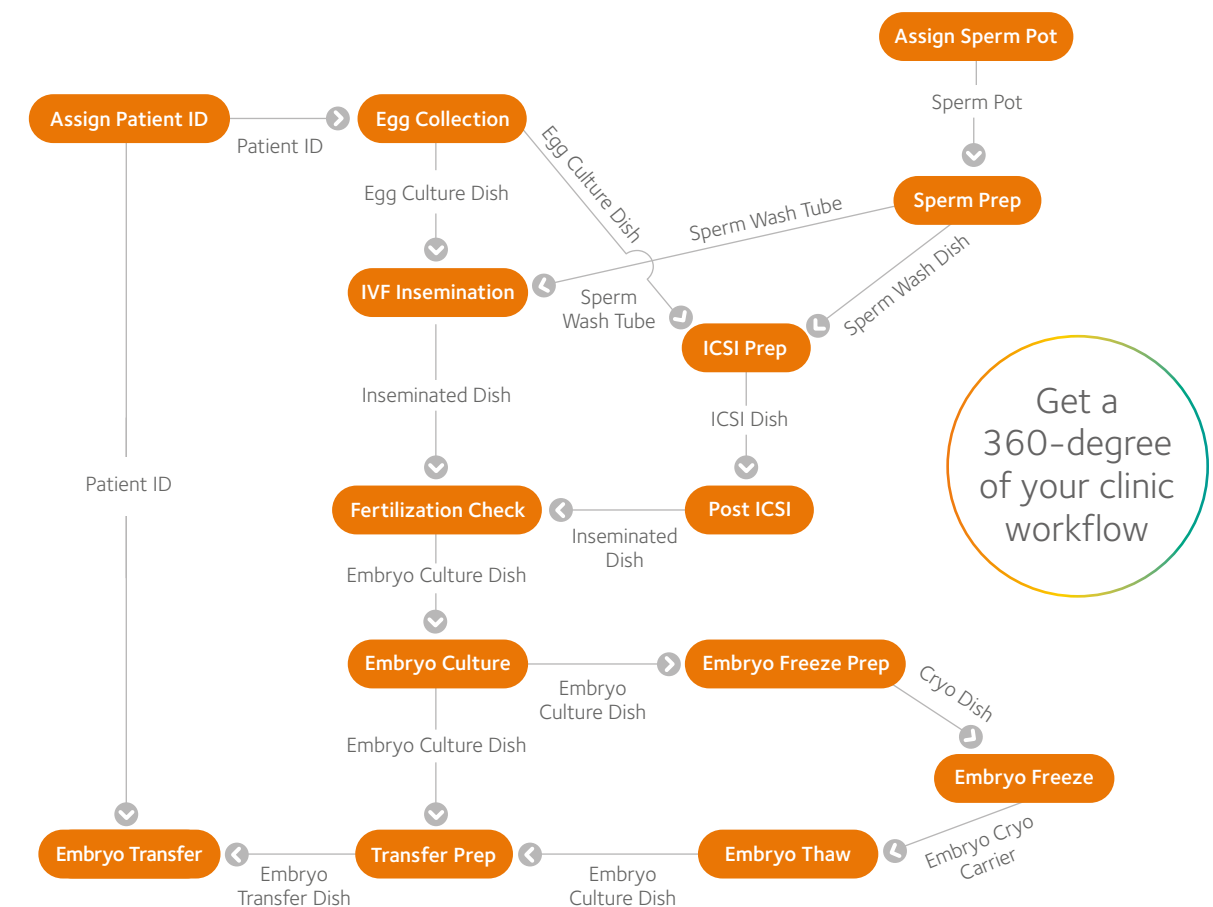 Assign Sperm Pot
Sperm Pot
Assign Patient ID
Patient ID
Egg Collection
Egg Culture Dish
Egg Culture Dish
Sperm Prep
Sperm Wash Tube
Sperm Wash Dish
IVF Insemination
Sperm
Wash Tube
ICSI Prep
Inseminated Dish
ICSI Dish
Get a
360-degree
of your clinic
workflow
Patient ID
Fertilization Check
Post ICSI
Inseminated
Dish
Embryo Culture Dish
Embryo Culture
Embryo
Culture Dish
Embryo Freeze Prep
Cryo Dish
Embryo Culture Dish
Embryo Freeze
Embryo Cryo
Carrier
Embryo Transfer
Embryo
Transfer Dish
Transfer Prep
Embryo
Culture Dish
Embryo Thaw